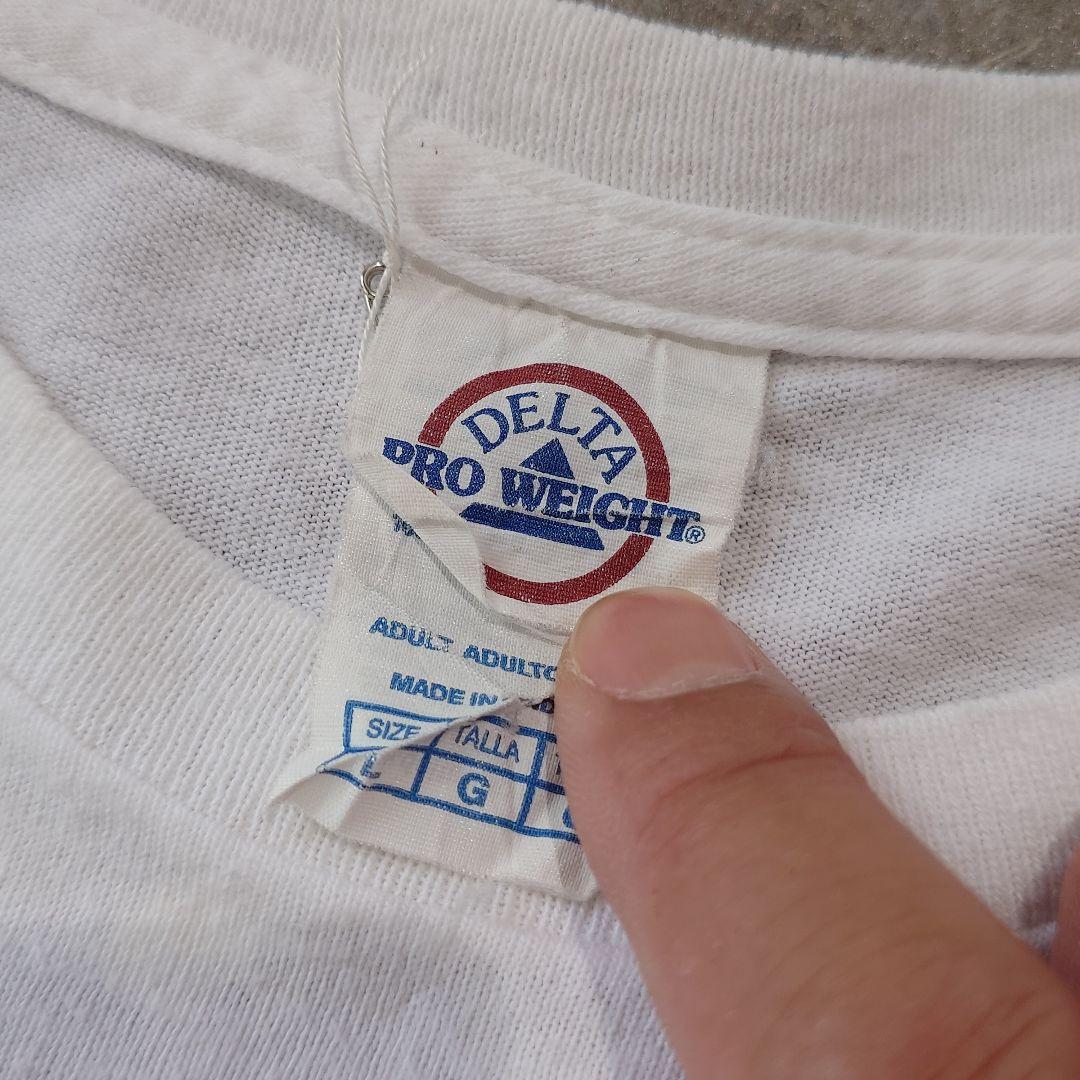 DELTA
PRO WEIGHT®
ADULT
MADE IN
SIZE TALLA
L G